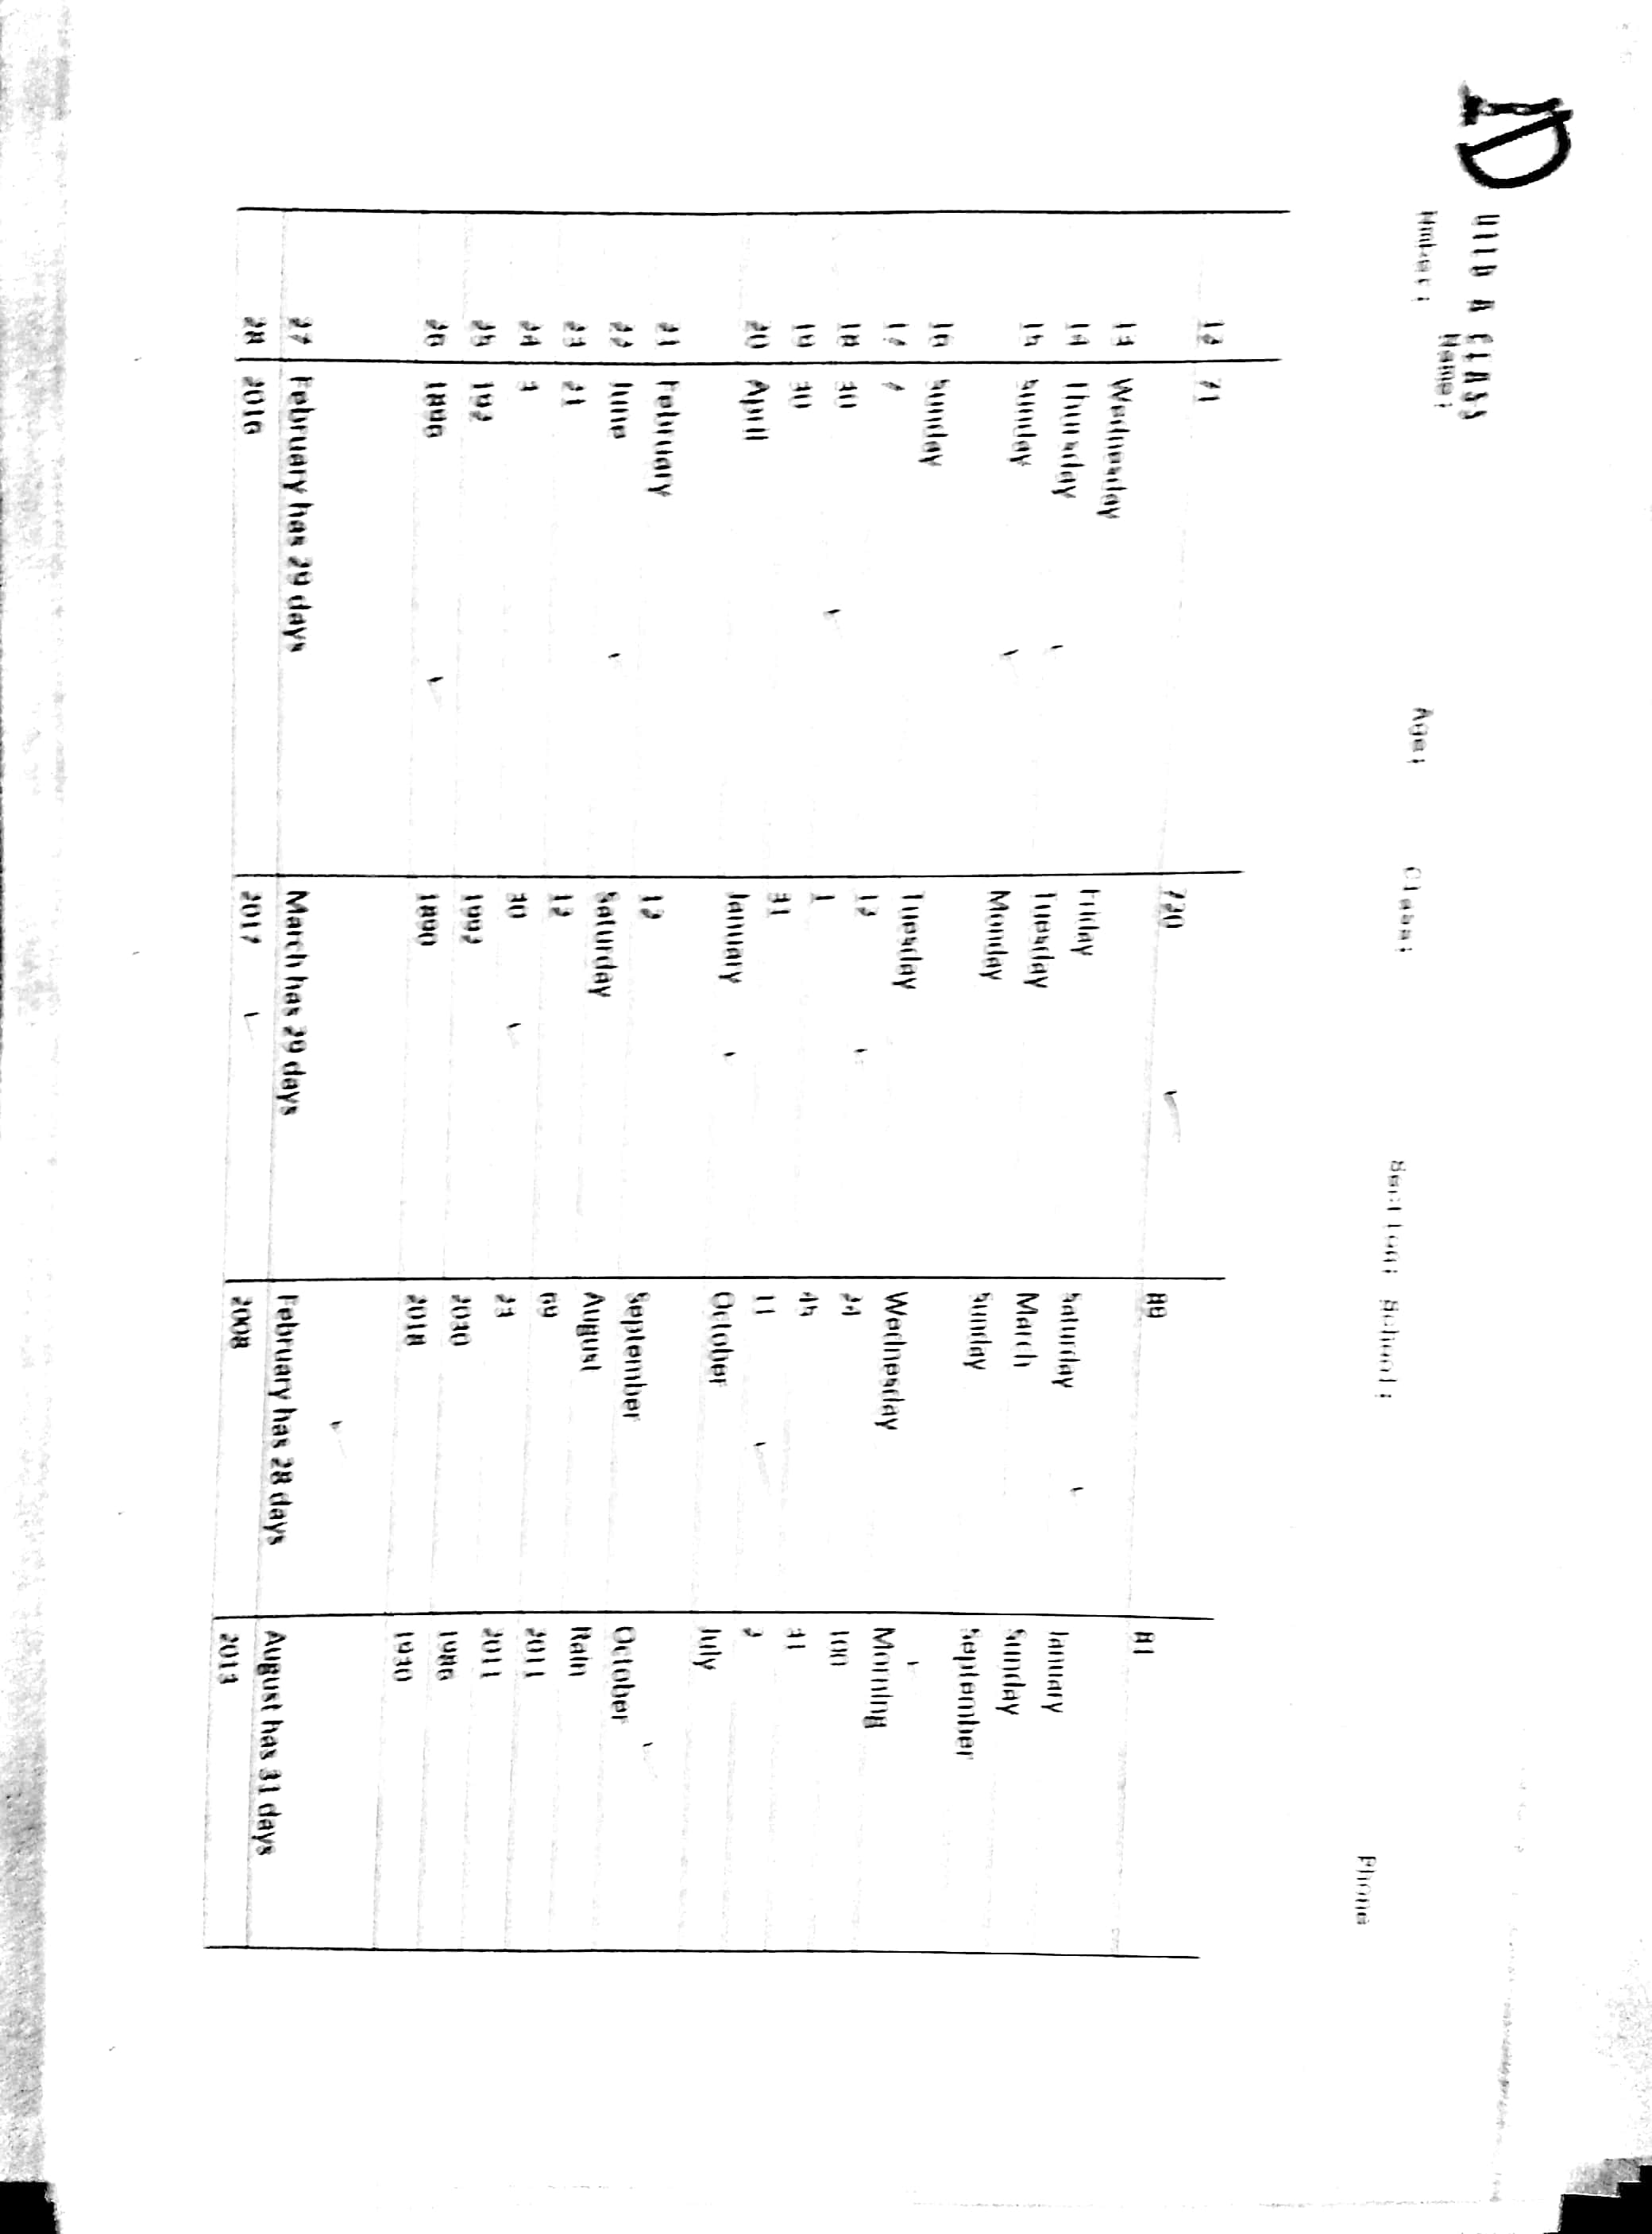 UILD A CLASS
Name:
Nmber: Age: Class: Section: School: Phone
12 71 720 89 81
13 Wednesday Friday Saturday January
14 Thursday Tuesday March Sunday
15 Sunday Monday Sunday September
16 Sunday Tuesday Wednesday Morning
17 7 12 24 100
18 30 1 45 31
19 30 31 11 2
20 April January October July
21 February 12 September October
22 June Saturday August Rain
23 21 12 69 2011
24 3 30 23 2011
25 192 1992 2030 1986
26 1896 1890 2018 1930
27 February has 29 days March has 29 days February has 28 days August has 31 days
28 2016 2017 2008 2013